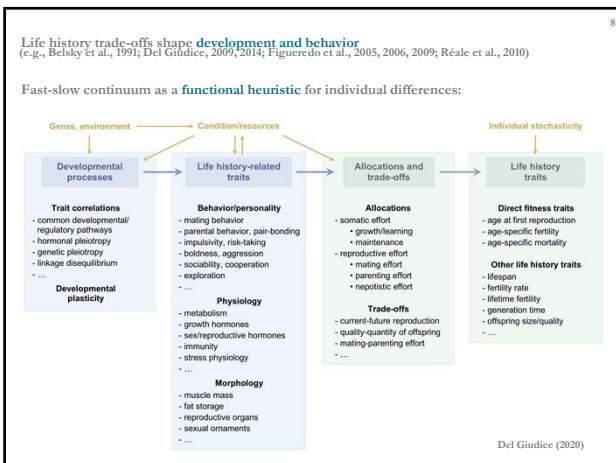 8
Life history trade-offs shape development and behavior
(e.g., Belsky et al., 1991; Del Giudice, 2009, 2014; Figueredo et al., 2005, 2006, 2009; Réale et al., 2010)
Fast-slow continuum as a functional heuristic for individual differences:
Genes, environment
Condition/resources
Individual stochasticity
Developmental
processes
Trait correlations
- common developmental/
regulatory pathways
- hormonal pleiotropy
- genetic pleiotropy
- linkage disequilibrium
- ...
Developmental
plasticity
Life history-related
traits
Behavior/personality
- mating behavior
- parental behavior, pair-bonding
- impulsivity, risk-taking
- boldness, aggression
- sociability, cooperation
- exploration
- ...
Physiology
- metabolism
- growth hormones
- sex/reproductive hormones
- immunity
- stress physiology
- ...
Morphology
- muscle mass
- fat storage
- reproductive organs
- sexual ornaments
- ...
Allocations and
trade-offs
Allocations
- somatic effort
• growth/learning
• maintenance
- reproductive effort
• mating effort
• parenting effort
• nepotistic effort
Trade-offs
- current-future reproduction
- quality-quantity of offspring
- mating-parenting effort
- ...
Life history
traits
Direct fitness traits
- age at first reproduction
- age-specific fertility
- age-specific mortality
Other life history traits
- lifespan
- fertility rate
- lifetime fertility
- generation time
- offspring size/quality
- ...
Del Giudice (2020)